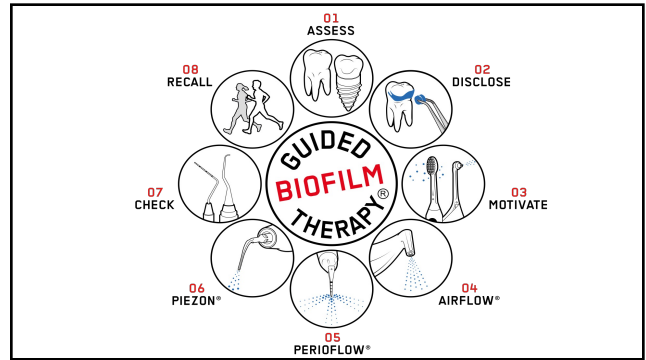 01
ASSESS
02
DISCLOSE
03
MOTIVATE
04
AIRFLOW®
05
PERIOFLOW®
06
PIEZON®
07
CHECK
08
RECALL
GUIDED
BIOFILM
THERAPY®